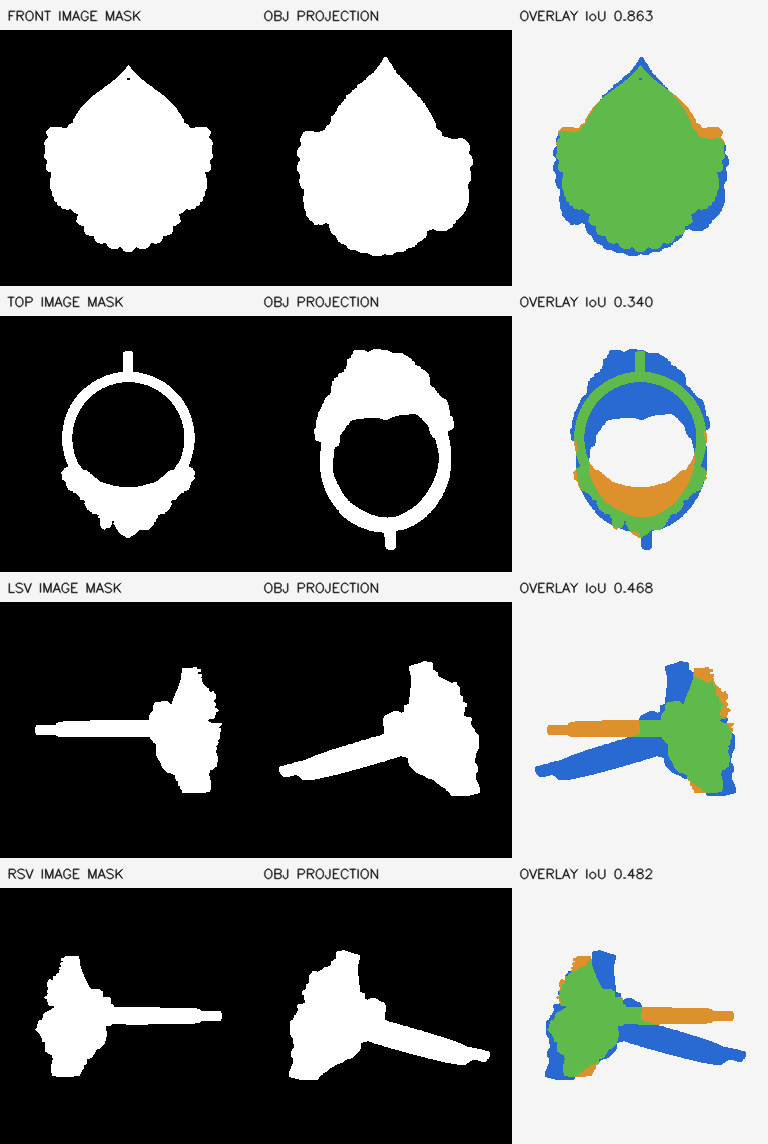 FRONT IMAGE MASK OBJ PROJECTION OVERLAY IoU 0.863
TOP IMAGE MASK OBJ PROJECTION OVERLAY IoU 0.340
LSV IMAGE MASK OBJ PROJECTION OVERLAY IoU 0.468
RSV IMAGE MASK OBJ PROJECTION OVERLAY IoU 0.482